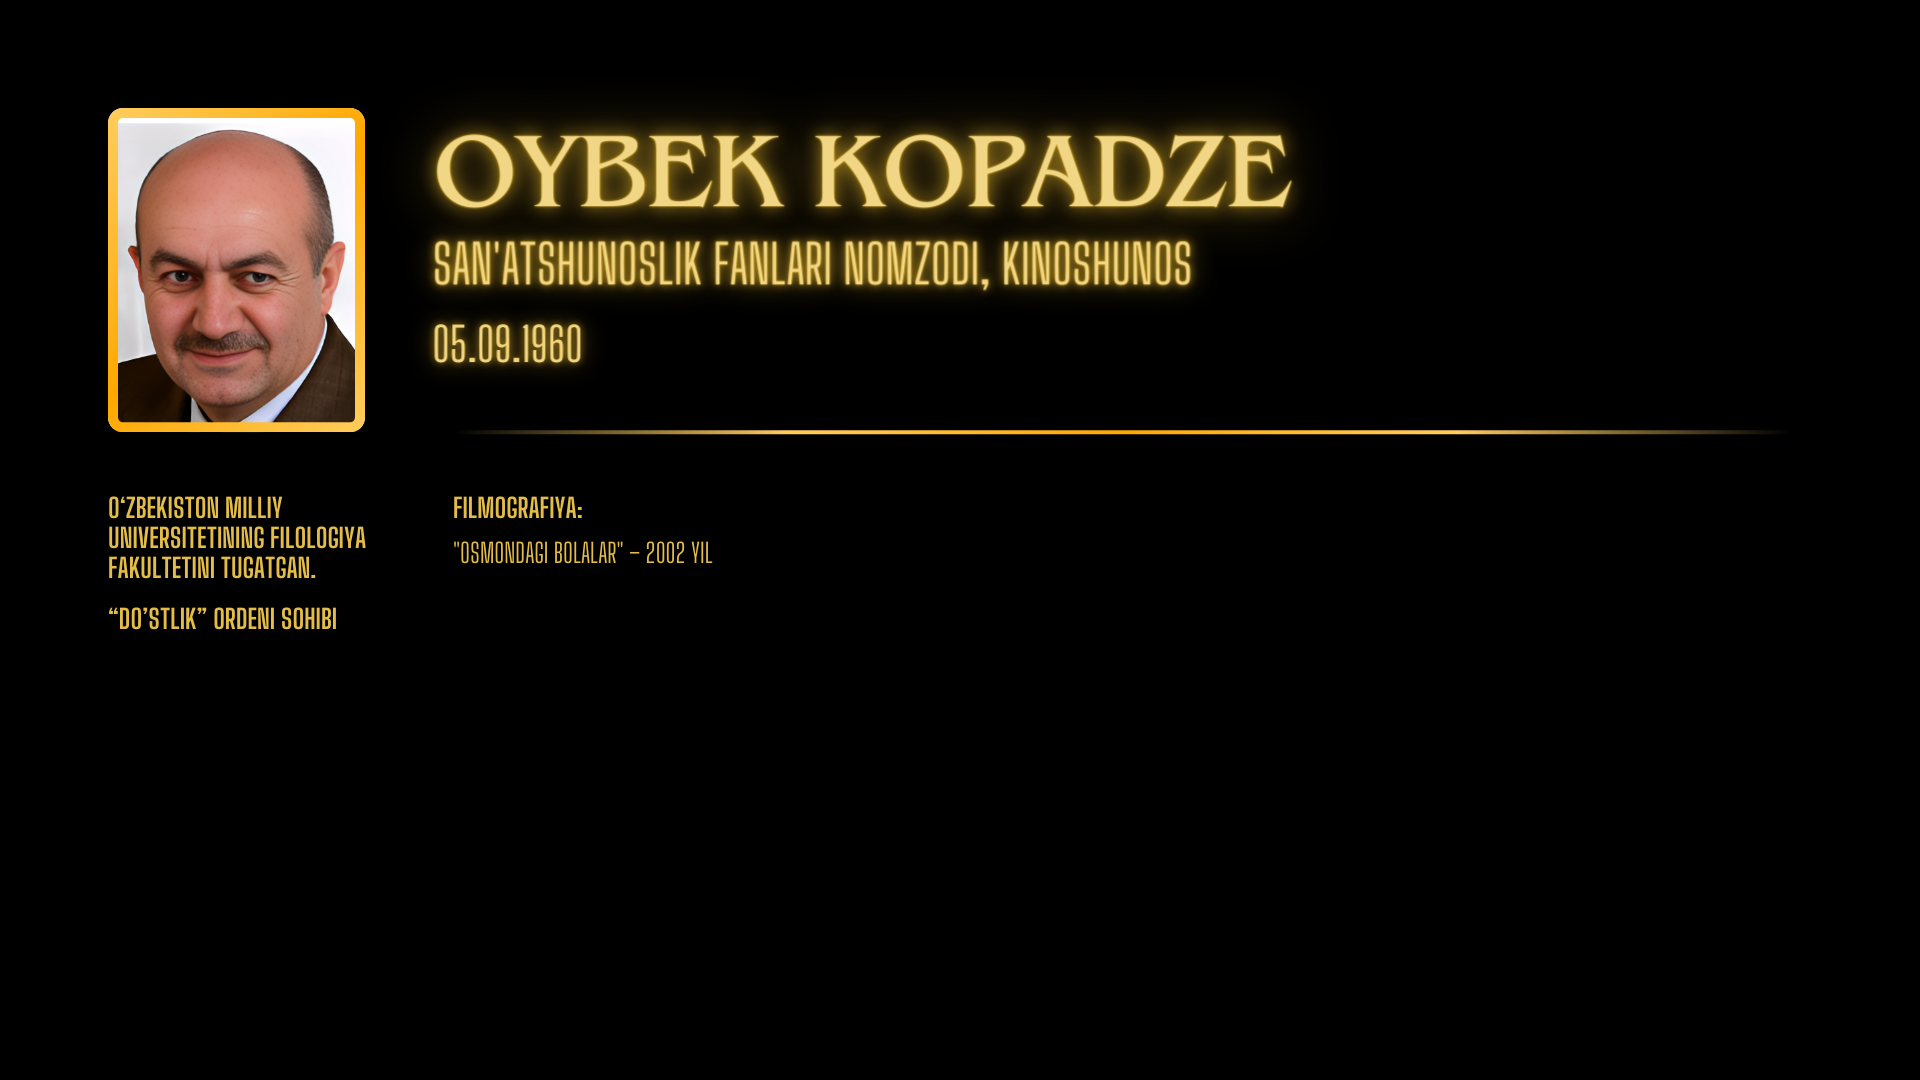 OYBEK KOPADZE
SAN'ATSHUNOSLIK FANLARI NOMZODI, KINOSHUNOS
05.09.1960
O‘ZBEKISTON MILLIY
UNIVERSITETINING FILOLOGIYA
FAKULTETINI TUGATGAN.
“DO’STLIK” ORDENI SOHIBI
FILMOGRAFIYA:
"OSMONDAGI BOLALAR" – 2002 YIL